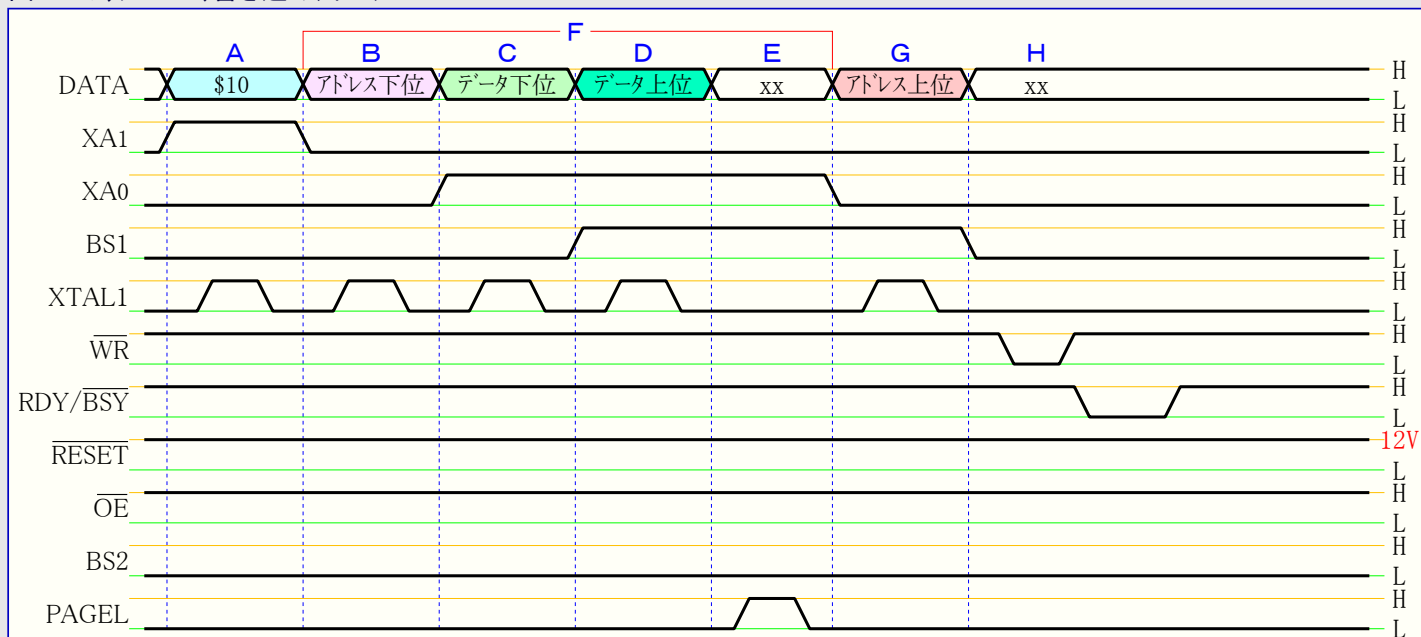 F
A B C D E G H
DATA $10 アドレス下位 データ下位 データ上位 xx アドレス上位 xx H
L
XA1 H
L
XA0 H
L
BS1 H
L
XTAL1 H
L
WR H
L
RDY/BSY H
L
RESET 12V
L
OE H
L
BS2 H
L
PAGEL H
L